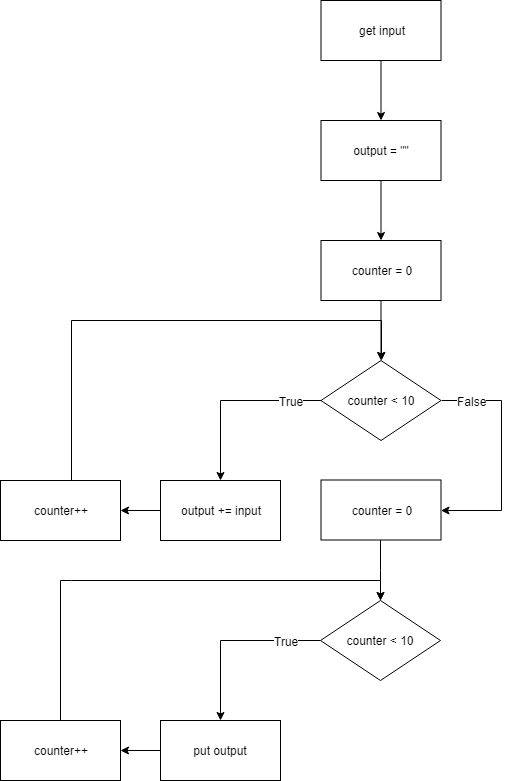 get input
output = ""
counter = 0
counter < 10
True
False
counter++
output += input
counter = 0
counter < 10
True
counter++
put output